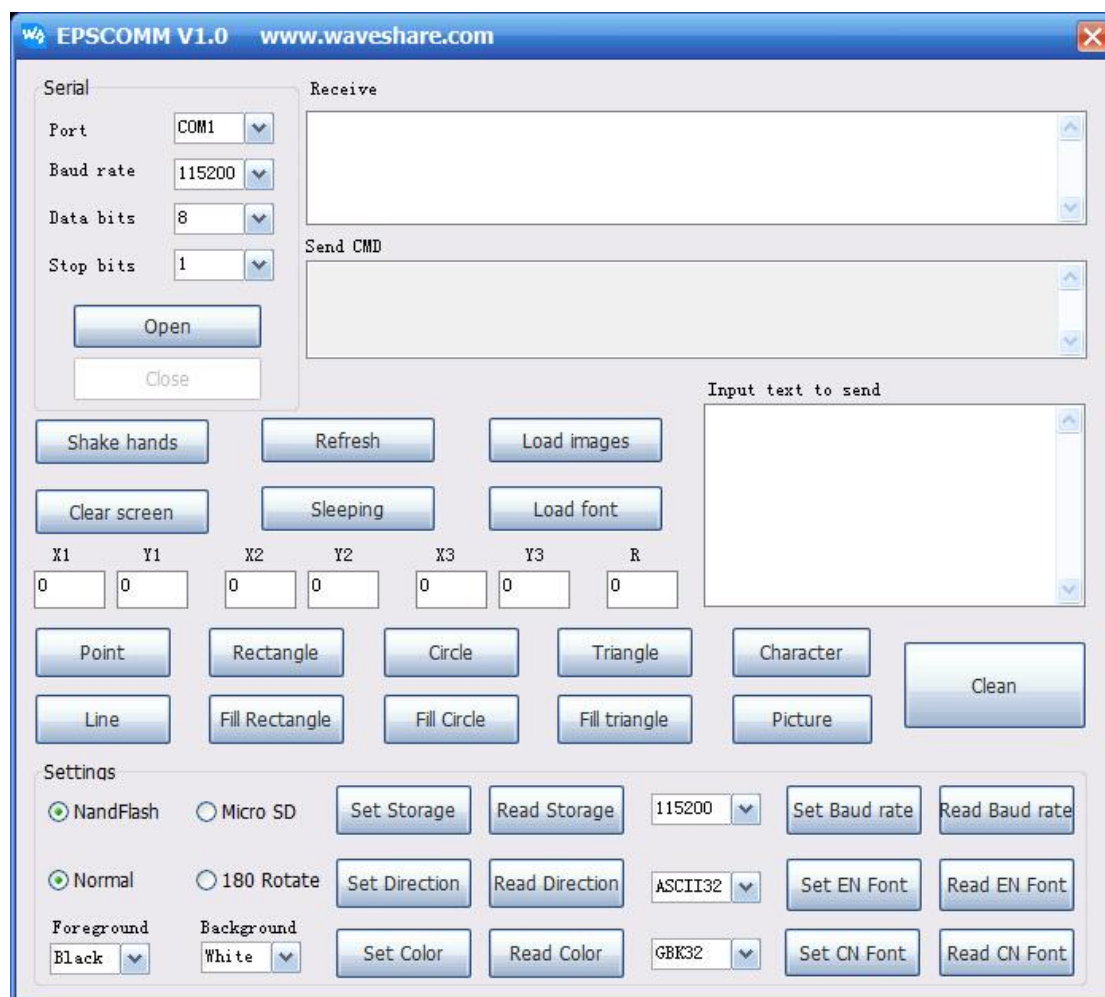 EPSCOMM V1.0 www.waveshare.com
Serial
Port COM1
Baud rate 115200
Data bits 8
Stop bits 1
Open
Close
Receive
Send CMD
Input text to send
Shake hands Refresh Load images
Clear screen Sleeping Load font
X1 Y1 X2 Y2 X3 Y3 R
0 0 0 0 0 0 0
Point Rectangle Circle Triangle Character
Clean
Line Fill Rectangle Fill Circle Fill triangle Picture
Settings
NandFlash Micro SD Set Storage Read Storage 115200 Set Baud rate Read Baud rate
Normal 180 Rotate Set Direction Read Direction ASCII32 Set EN Font Read EN Font
Foreground Background
Black White Set Color Read Color GBK32 Set CN Font Read CN Font